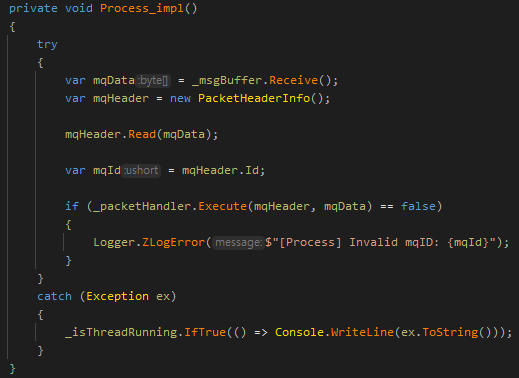 private void Process_impl()
{
try
{
var mqData :byte[] = _msgBuffer.Receive();
var mqHeader = new PacketHeaderInfo();
mqHeader.Read(mqData);
var mqId :ushort = mqHeader.Id;
if (_packetHandler.Execute(mqHeader, mqData) == false)
{
Logger.ZLogError( message: $"[Process] Invalid mqID: {mqId}");
}
}
catch (Exception ex)
{
_isThreadRunning.IfTrue(() => Console.WriteLine(ex.ToString()));
}
}